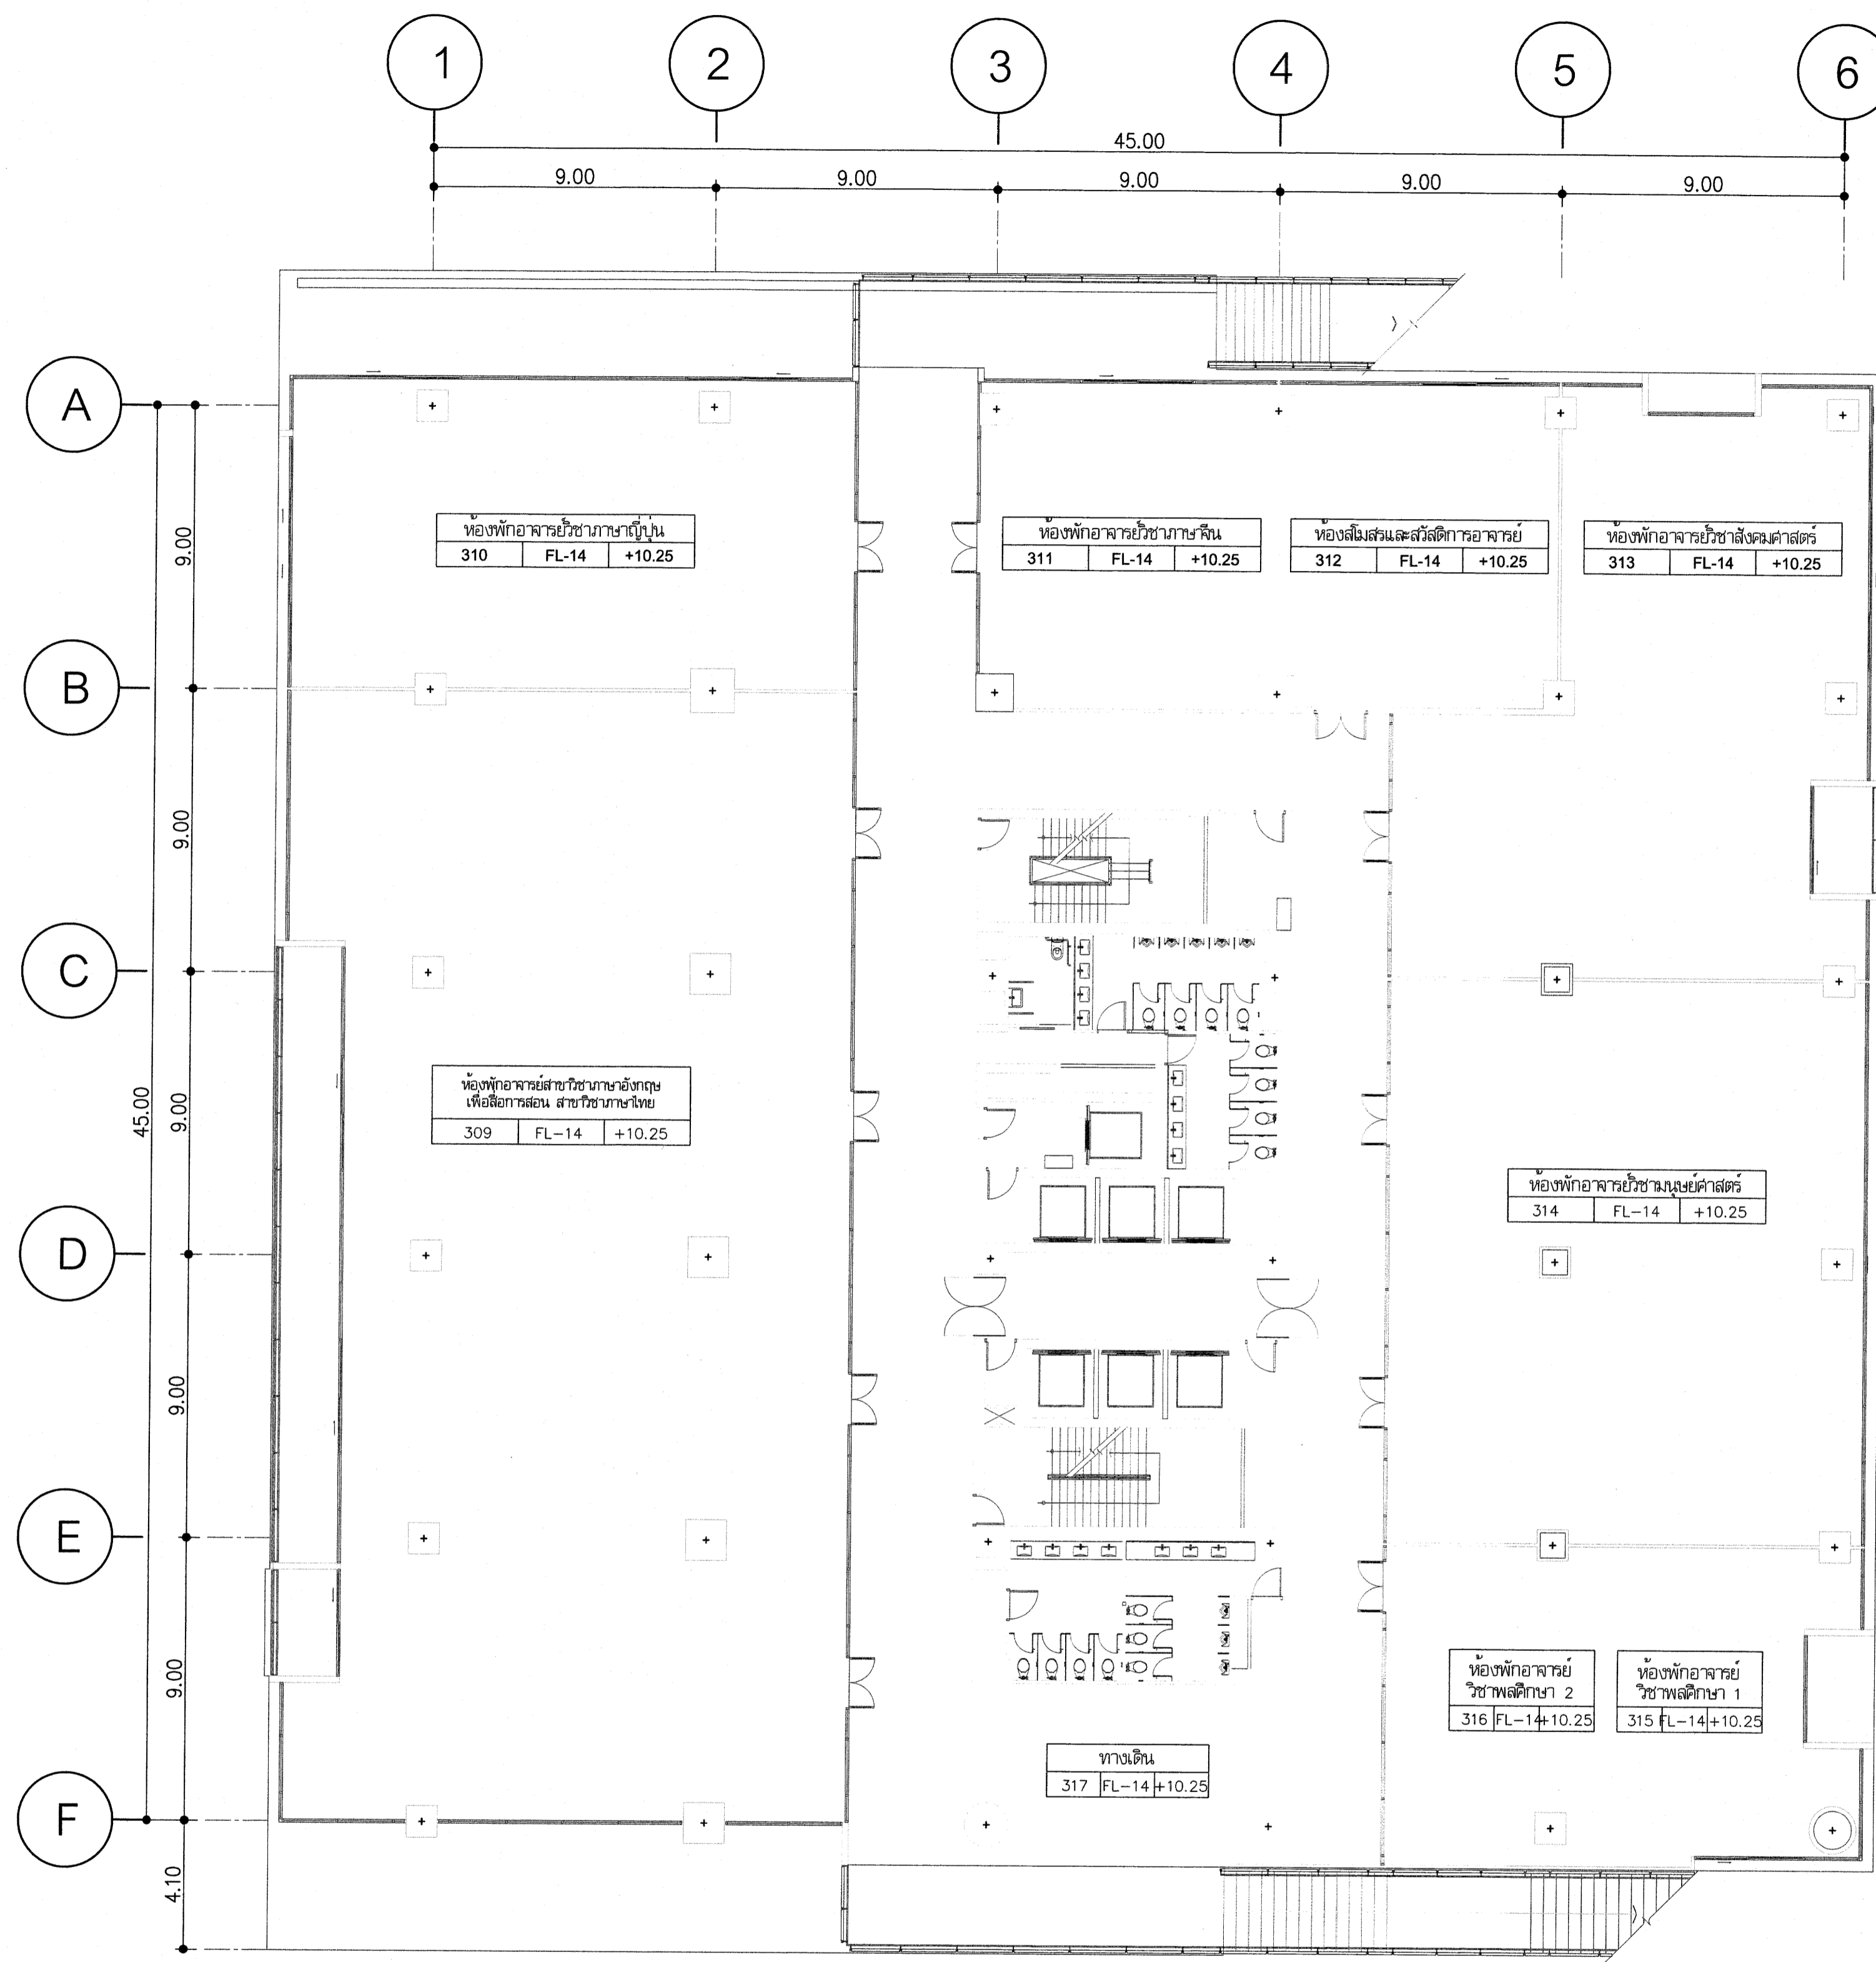 1 2 3 4 5 6
45.00
9.00 9.00 9.00 9.00 9.00
A
B
C
D
E
F
9.00
9.00
9.00
9.00
9.00
45.00
4.10
ห้องพักอาจารย์วิชาภาษาญี่ปุ่น
310 FL-14 +10.25
ห้องพักอาจารย์วิชาภาษาจีน
311 FL-14 +10.25
ห้องสโมสรและสวัสดิการอาจารย์
312 FL-14 +10.25
ห้องพักอาจารย์วิชาสังคมศาสตร์
313 FL-14 +10.25
ห้องพักอาจารย์สาขาวิชาภาษาอังกฤษ
เพื่อสื่อการสอน สาขาวิชาภาษาไทย
309 FL-14 +10.25
ห้องพักอาจารย์วิชามนุษย์ศาสตร์
314 FL-14 +10.25
ห้องพักอาจารย์
วิชาพลศึกษา 2
316 FL-14 +10.25
ห้องพักอาจารย์
วิชาพลศึกษา 1
315 FL-14 +10.25
ทางเดิน
317 FL-14 +10.25